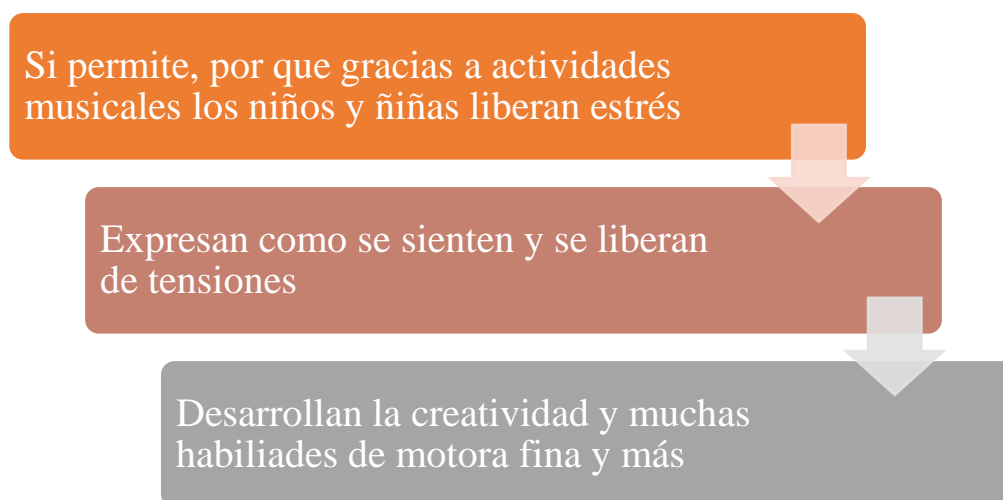 Si permite, por que gracias a actividades
musicales los niños y ñiñas liberan estrés
Expresan como se sienten y se liberan
de tensiones
Desarrollan la creatividad y muchas
habiliades de motora fina y más